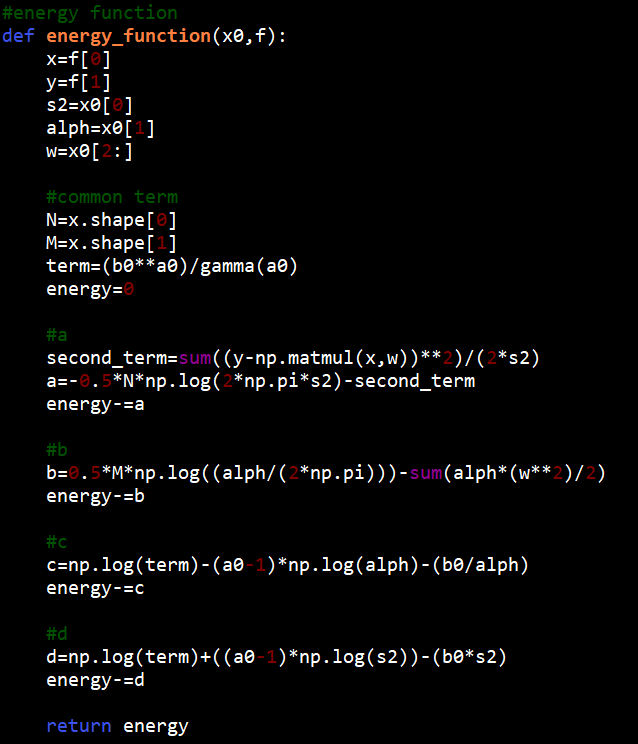 #energy function
def energy_function(x0,f):
    x=f[0]
    y=f[1]
    s2=x0[0]
    alph=x0[1]
    w=x0[2:]

    #common term
    N=x.shape[0]
    M=x.shape[1]
    term=(b0**a0)/gamma(a0)
    energy=0

    #a
    second_term=sum((y-np.matmul(x,w))**2)/(2*s2)
    a=-0.5*N*np.log(2*np.pi*s2)-second_term
    energy-=a

    #b
    b=0.5*M*np.log((alph/(2*np.pi)))-sum(alph*(w**2)/2)
    energy-=b

    #c
    c=np.log(term)-(a0-1)*np.log(alph)-(b0/alph)
    energy-=c

    #d
    d=np.log(term)+((a0-1)*np.log(s2))-(b0*s2)
    energy-=d

    return energy